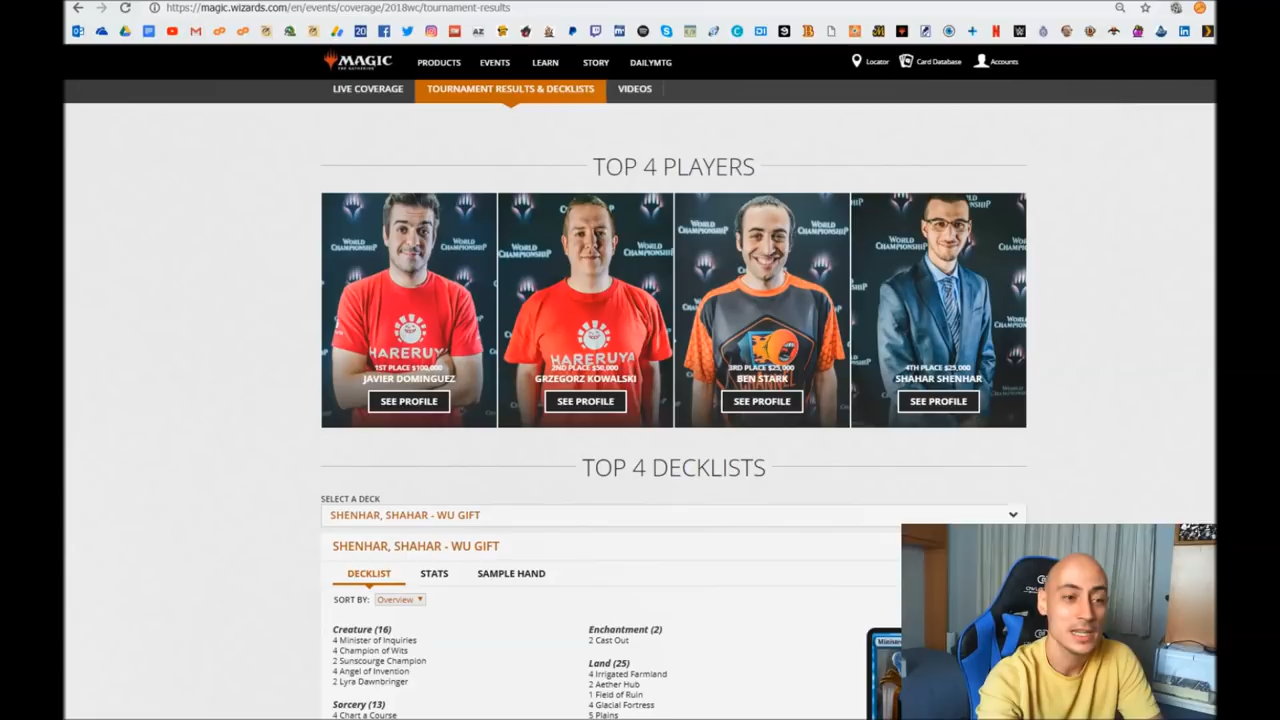 https://magic.wizards.com/en/events/coverage/2018wc/tournament-results
MAGIC
PRODUCTS
EVENTS
LEARN
STORY
DAILYMTG
Locator
Card Database
Accounts
LIVE COVERAGE
TOURNAMENT RESULTS & DECKLISTS
VIDEOS
TOP 4 PLAYERS
WORLD CHAMPIONSHIP
HARERUYA
1ST PLACE $100,000
JAVIER DOMINGUEZ
SEE PROFILE
HARERUYA
2ND PLACE $50,000
GRZEGORZ KOWALSKI
SEE PROFILE
3RD PLACE $25,000
BEN STARK
SEE PROFILE
4TH PLACE $25,000
SHAHAR SHENHAR
SEE PROFILE
TOP 4 DECKLISTS
SELECT A DECK
SHENHAR, SHAHAR - WU GIFT
SHENHAR, SHAHAR - WU GIFT
DECKLIST
STATS
SAMPLE HAND
SORT BY: Overview
Creature (16)
4 Minister of Inquiries
4 Champion of Wits
2 Sunscourge Champion
4 Angel of Invention
2 Lyra Dawnbringer
Sorcery (13)
4 Chart a Course
Enchantment (2)
2 Cast Out
Land (25)
4 Irrigated Farmland
2 Aether Hub
1 Field of Ruin
4 Glacial Fortress
5 Plains